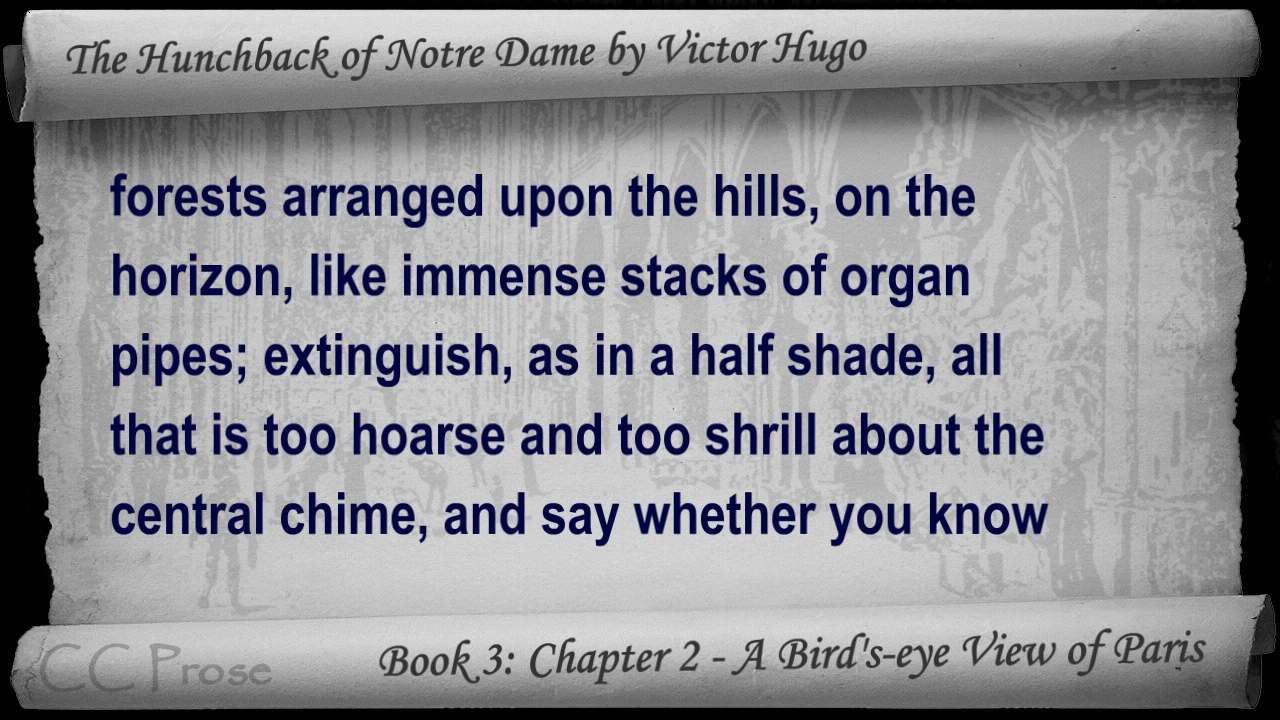 The Hunchback of Notre Dame by Victor Hugo
forests arranged upon the hills, on the
horizon, like immense stacks of organ
pipes; extinguish, as in a half shade, all
that is too hoarse and too shrill about the
central chime, and say whether you know
CC Prose
Book 3: Chapter 2 - A Bird's-eye View of Paris